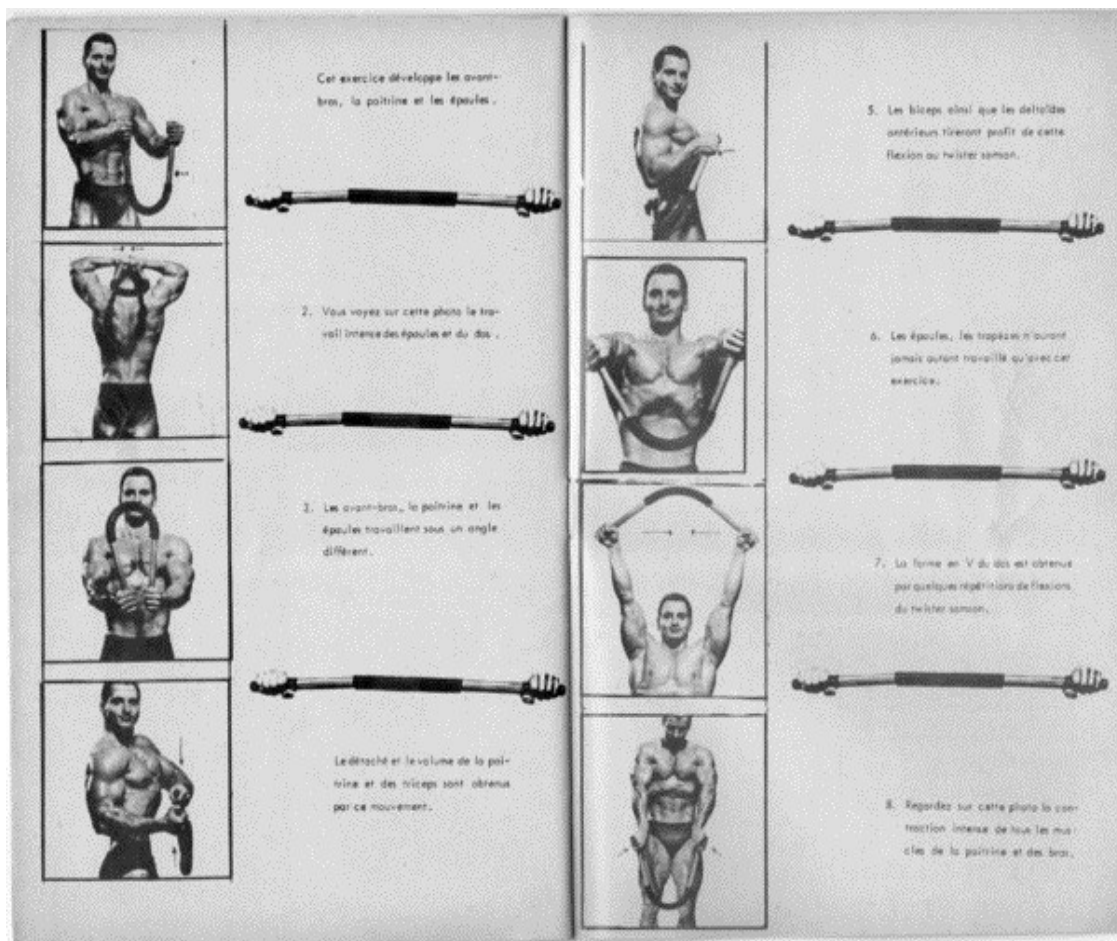 Cet exercice développe les avant-
bras, la poitrine et les épaules.
2. Vous voyez sur cette photo le tra-
vail intense des épaules et du dos.
3. Les avant-bras, la poitrine et les
épaules travaillent sous un angle
différent.
Le détaché et le volume de la poi-
trine et des triceps sont obtenus
par ce mouvement.
5. Les biceps ainsi que les deltoïdes
antérieurs tireront profit de cette
flexion au twister samson.
6. Les épaules, les trapèzes n'auront
jamais autant travaillé qu'avec cet
exercice.
7. La forme en V du dos est obtenue
par quelques répétitions de flexions
du twister samson.
8. Regardez sur cette photo la con-
traction intense de tous les mus-
cles de la poitrine et des bras.